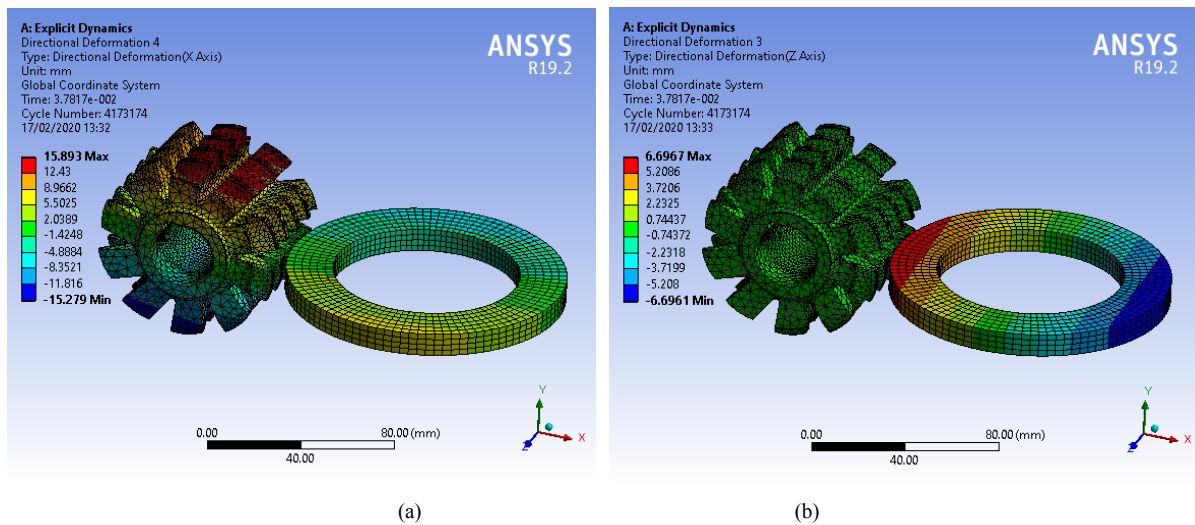 A: Explicit Dynamics
Directional Deformation 4
Type: Directional Deformation(X Axis)
Unit: mm
Global Coordinate System
Time: 3.7817e-002
Cycle Number: 4173174
17/02/2020 13:32
ANSYS
R19.2
15.893 Max
12.43
8.9662
5.5025
2.0389
-1.4248
-4.8884
-8.3521
-11.816
-15.279 Min
0.00
80.00 (mm)
40.00
Y
X
Z
(a)
A: Explicit Dynamics
Directional Deformation 3
Type: Directional Deformation(Z Axis)
Unit: mm
Global Coordinate System
Time: 3.7817e-002
Cycle Number: 4173174
17/02/2020 13:33
ANSYS
R19.2
6.6967 Max
5.2086
3.7206
2.2325
0.74437
-0.74372
-2.2318
-3.7199
-5.208
-6.6961 Min
0.00
80.00 (mm)
40.00
Y
X
Z
(b)